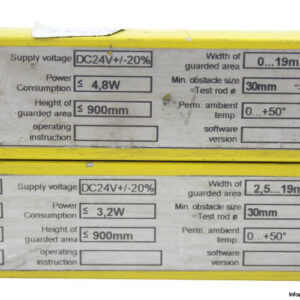 Supply voltage DC24V+/-20% Width of guarded area 0...19m
Power Consumption ≤ 4,8W Min. obstacle size =Test rod ø 30mm
Height of guarded area ≤ 900mm Perm. ambient temp 0...+50°
operating instruction software version
Supply voltage DC24V+/-20% Width of guarded area 2,5...19m
Power Consumption ≤ 3,2W Min. obstacle size =Test rod ø 30mm
Height of guarded area ≤ 900mm Perm. ambient temp 0...+50°
operating instruction software version